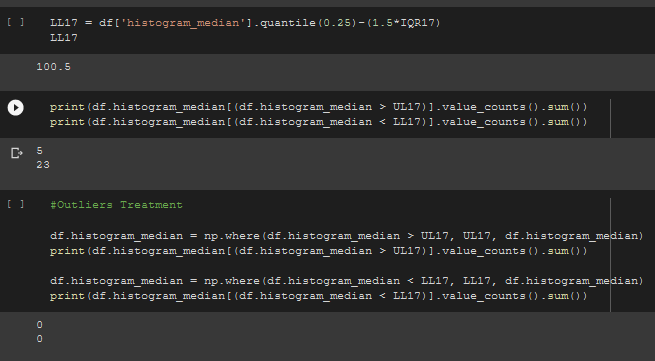 [ ] LL17 = df['histogram_median'].quantile(0.25)-(1.5*IQR17)
LL17
100.5
print(df.histogram_median[(df.histogram_median > UL17)].value_counts().sum())
print(df.histogram_median[(df.histogram_median < LL17)].value_counts().sum())
5
23
[ ] #Outliers Treatment
df.histogram_median = np.where(df.histogram_median > UL17, UL17, df.histogram_median)
print(df.histogram_median[(df.histogram_median > UL17)].value_counts().sum())
df.histogram_median = np.where(df.histogram_median < LL17, LL17, df.histogram_median)
print(df.histogram_median[(df.histogram_median < LL17)].value_counts().sum())
0
0